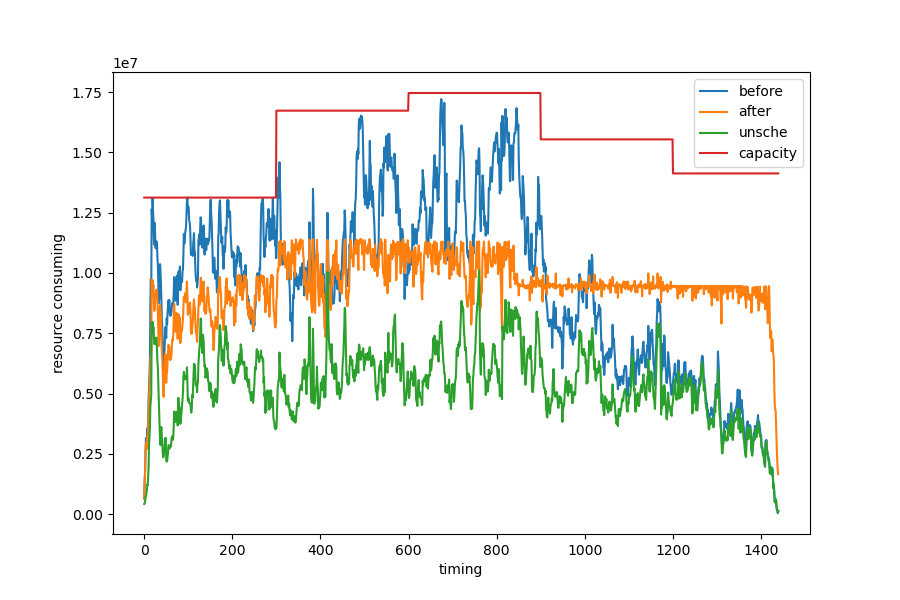 1e7
1.75
1.50
1.25
1.00
0.75
0.50
0.25
0.00
resource consuming
before
after
unsche
capacity
0 200 400 600 800 1000 1200 1400
timing